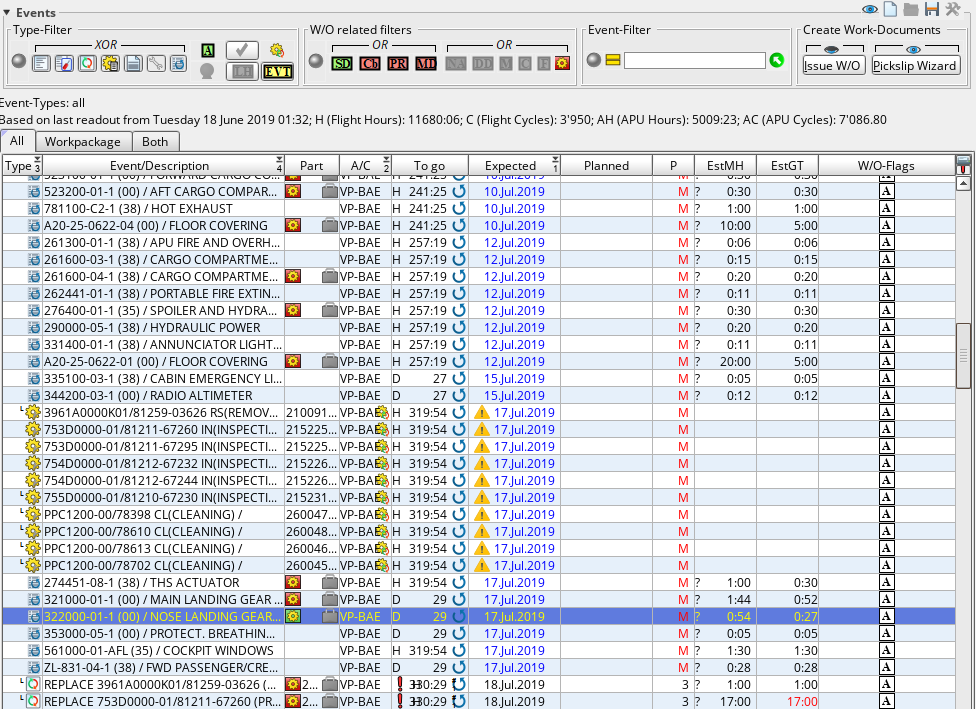 Events
Type-Filter W/O related filters Event-Filter Create Work-Documents
XOR OR OR
A SD Cb PR MD Issue W/O Pickslip Wizard
LH EVT
Event-Types: all
Based on last readout from Tuesday 18 June 2019 01:32; H (Flight Hours): 11680:06; C (Flight Cycles): 3'950; AH (APU Hours): 5009:23; AC (APU Cycles): 7'086.80
All Workpackage Both
Type 3 Event/Description 4 Part A/C 2 To go Expected 1 Planned P EstMH EstGT W/O-Flags
523200-01-1 (00) / AFT CARGO COMPAR... VP-BAE H 241:25 10.Jul.2019 M ? 0:30 0:30 A
781100-C2-1 (38) / HOT EXHAUST VP-BAE H 241:25 10.Jul.2019 M ? 1:00 1:00 A
A20-25-0622-04 (00) / FLOOR COVERING VP-BAE H 241:25 10.Jul.2019 M ? 10:00 5:00 A
261300-01-1 (38) / APU FIRE AND OVERH... VP-BAE H 257:19 12.Jul.2019 M ? 0:06 0:06 A
261600-03-1 (38) / CARGO COMPARTME... VP-BAE H 257:19 12.Jul.2019 M ? 0:15 0:15 A
261600-04-1 (38) / CARGO COMPARTME... VP-BAE H 257:19 12.Jul.2019 M ? 0:20 0:20 A
262441-01-1 (38) / PORTABLE FIRE EXTIN... VP-BAE H 257:19 12.Jul.2019 M ? 0:11 0:11 A
276400-01-1 (35) / SPOILER AND HYDRA... VP-BAE H 257:19 12.Jul.2019 M ? 0:30 0:30 A
290000-05-1 (38) / HYDRAULIC POWER VP-BAE H 257:19 12.Jul.2019 M ? 0:20 0:20 A
331400-01-1 (38) / ANNUNCIATOR LIGHT... VP-BAE H 257:19 12.Jul.2019 M ? 0:11 0:11 A
A20-25-0622-01 (00) / FLOOR COVERING VP-BAE H 257:19 12.Jul.2019 M ? 20:00 5:00 A
335100-03-1 (38) / CABIN EMERGENCY LI... VP-BAE D 27 15.Jul.2019 M ? 0:05 0:05 A
344200-03-1 (38) / RADIO ALTIMETER VP-BAE D 27 15.Jul.2019 M ? 0:12 0:12 A
3961A0000K01/81259-03626 RS(REMOV... 210091... VP-BAE H 319:54 17.Jul.2019 M A
753D0000-01/81211-67260 IN(INSPECTI... 215225... VP-BAE H 319:54 17.Jul.2019 M A
753D0000-01/81211-67295 IN(INSPECTI... 215225... VP-BAE H 319:54 17.Jul.2019 M A
754D0000-01/81212-67232 IN(INSPECTI... 215226... VP-BAE H 319:54 17.Jul.2019 M A
754D0000-01/81212-67244 IN(INSPECTI... 215226... VP-BAE H 319:54 17.Jul.2019 M A
755D0000-01/81210-67230 IN(INSPECTI... 215231... VP-BAE H 319:54 17.Jul.2019 M A
PPC1200-00/78398 CL(CLEANING) / 260047... VP-BAE H 319:54 17.Jul.2019 M A
PPC1200-00/78610 CL(CLEANING) / 260048... VP-BAE H 319:54 17.Jul.2019 M A
PPC1200-00/78613 CL(CLEANING) / 260046... VP-BAE H 319:54 17.Jul.2019 M A
PPC1200-00/78702 CL(CLEANING) / 260045... VP-BAE H 319:54 17.Jul.2019 M A
274451-08-1 (38) / THS ACTUATOR VP-BAE H 319:54 17.Jul.2019 M ? 1:00 0:30 A
321000-01-1 (00) / MAIN LANDING GEAR ... VP-BAE D 29 17.Jul.2019 M ? 1:44 0:52 A
322000-01-1 (00) / NOSE LANDING GEAR... VP-BAE D 29 17.Jul.2019 M ? 0:54 0:27 A
353000-05-1 (00) / PROTECT. BREATHIN... VP-BAE D 29 17.Jul.2019 M ? 0:05 0:05 A
561000-01-AFL (35) / COCKPIT WINDOWS VP-BAE H 319:54 17.Jul.2019 M ? 1:30 1:30 A
ZL-831-04-1 (38) / FWD PASSENGER/CRE... VP-BAE D 29 17.Jul.2019 M ? 0:28 0:28 A
REPLACE 3961A0000K01/81259-03626 (... 2... VP-BAE H 330:29 18.Jul.2019 3 ? 1:00 1:00 A
REPLACE 753D0000-01/81211-67260 (PR... 2... VP-BAE H 330:29 18.Jul.2019 3 ? 17:00 17:00 A